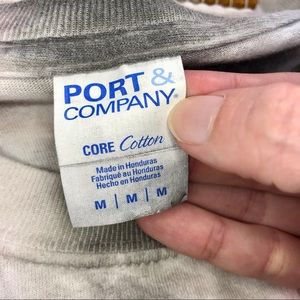 PORT &
COMPANY®
CORE Cotton
Made in Honduras
Fabriqué au Honduras
Hecho en Honduras
M | M | M